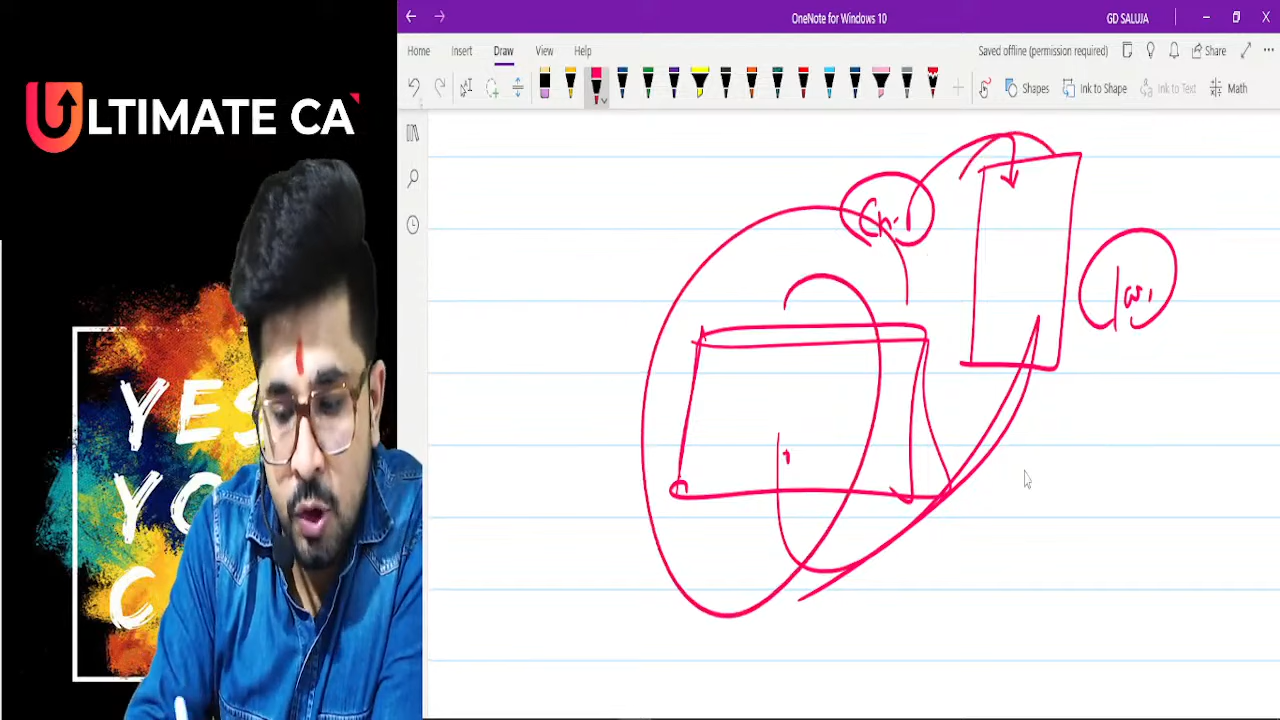 OneNote for Windows 10
GD SALUJA
Home Insert Draw View Help
Saved offline (permission required)
Share
Shapes
Ink to Shape
Ink to Text
Math
ULTIMATE CA
YES
YO
C